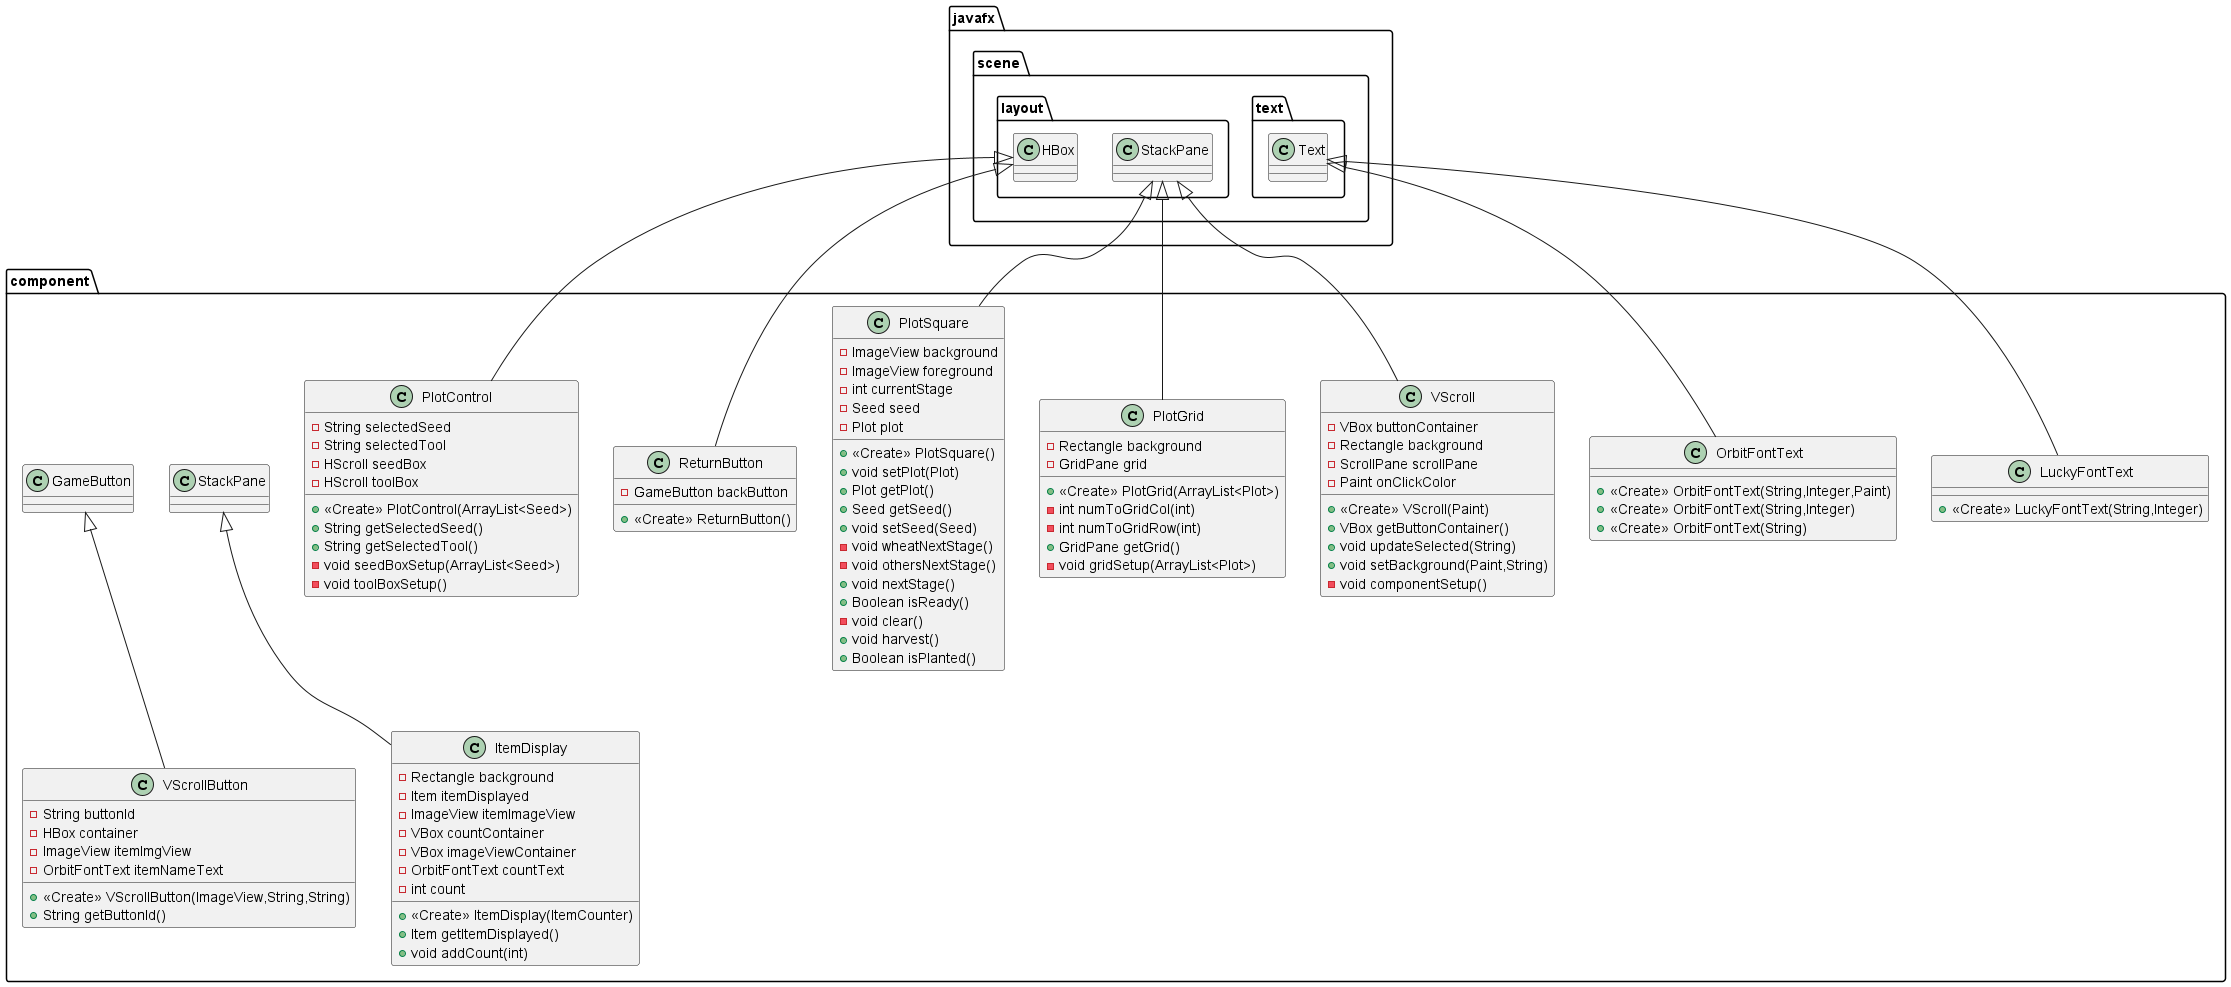 javafx
scene
layout
text
C HBox
C StackPane
C Text
component
C GameButton
C StackPane
C PlotControl
String selectedSeed
String selectedTool
HScroll seedBox
HScroll toolBox
«Create» PlotControl(ArrayList<Seed>)
String getSelectedSeed()
String getSelectedTool()
void seedBoxSetup(ArrayList<Seed>)
void toolBoxSetup()
C ReturnButton
GameButton backButton
«Create» ReturnButton()
C PlotSquare
ImageView background
ImageView foreground
int currentStage
Seed seed
Plot plot
«Create» PlotSquare()
void setPlot(Plot)
Plot getPlot()
Seed getSeed()
void setSeed(Seed)
void wheatNextStage()
void othersNextStage()
void nextStage()
Boolean isReady()
void clear()
void harvest()
Boolean isPlanted()
C PlotGrid
Rectangle background
GridPane grid
«Create» PlotGrid(ArrayList<Plot>)
int numToGridCol(int)
int numToGridRow(int)
GridPane getGrid()
void gridSetup(ArrayList<Plot>)
C VScroll
VBox buttonContainer
Rectangle background
ScrollPane scrollPane
Paint onClickColor
«Create» VScroll(Paint)
VBox getButtonContainer()
void updateSelected(String)
void setBackground(Paint,String)
void componentSetup()
C OrbitFontText
«Create» OrbitFontText(String,Integer,Paint)
«Create» OrbitFontText(String,Integer)
«Create» OrbitFontText(String)
C LuckyFontText
«Create» LuckyFontText(String,Integer)
C VScrollButton
String buttonId
HBox container
ImageView itemImgView
OrbitFontText itemNameText
«Create» VScrollButton(ImageView,String,String)
String getButtonId()
C ItemDisplay
Rectangle background
Item itemDisplayed
ImageView itemImageView
VBox countContainer
VBox imageViewContainer
OrbitFontText countText
int count
«Create» ItemDisplay(ItemCounter)
Item getItemDisplayed()
void addCount(int)